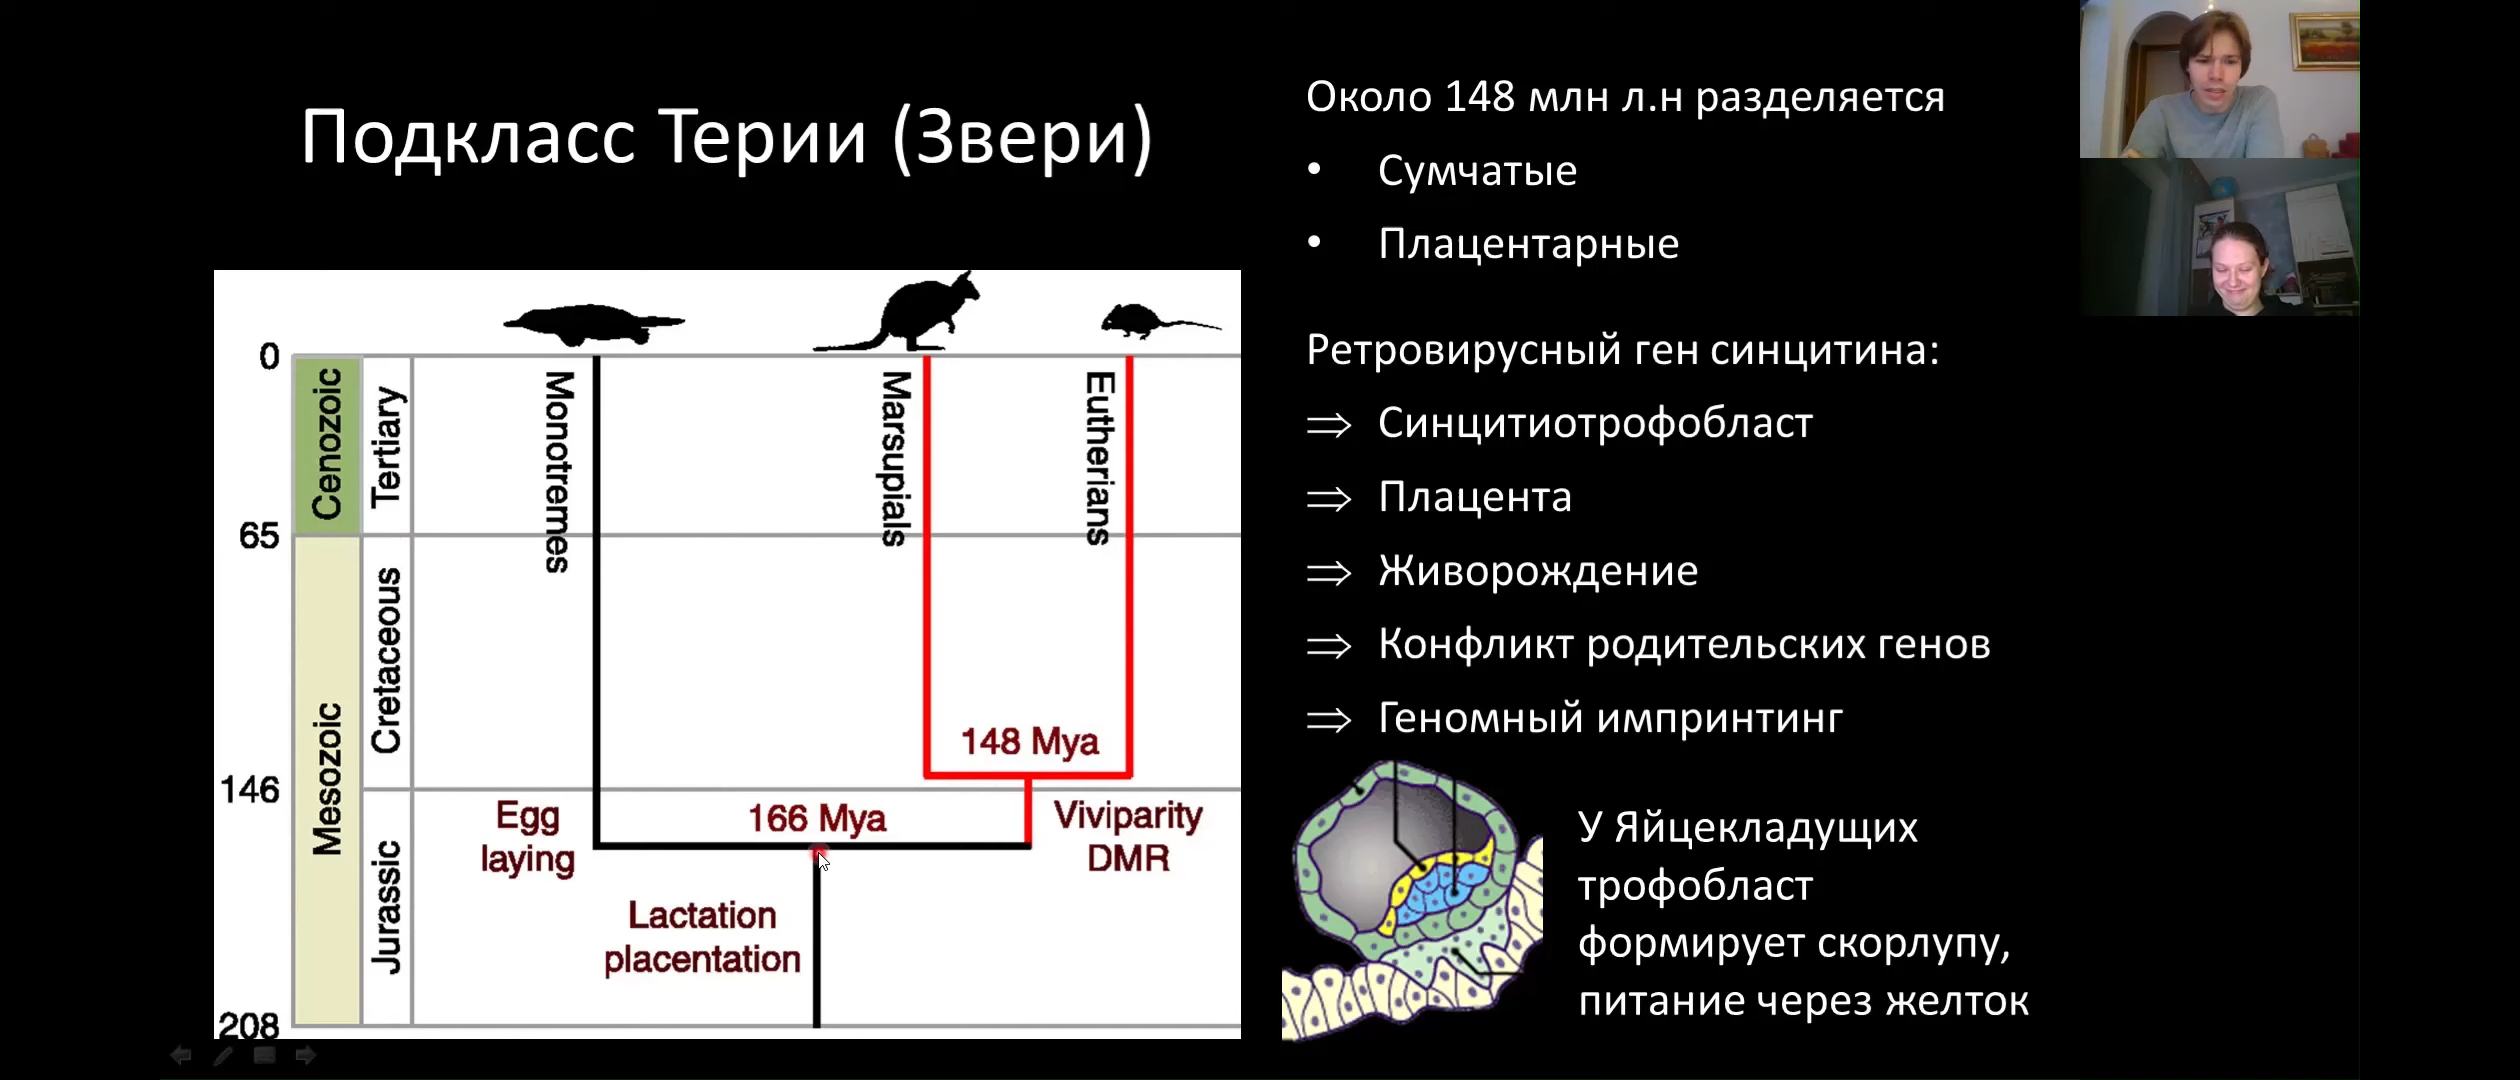 Подкласс Терии (Звери)
0
65
146
208
Cenozoic
Mesozoic
Tertiary
Cretaceous
Jurassic
Monotremes
Marsupials
Eutherians
148 Mya
166 Mya
Egg
laying
Viviparity
DMR
Lactation
placentation
Около 148 млн л.н разделяется
• Сумчатые
• Плацентарные
Ретровирусный ген синцитина:
⇒ Синцитиотрофобласт
⇒ Плацента
⇒ Живорождение
⇒ Конфликт родительских генов
⇒ Геномный импринтинг
У Яйцекладущих
трофобласт
формирует скорлупу,
питание через желток